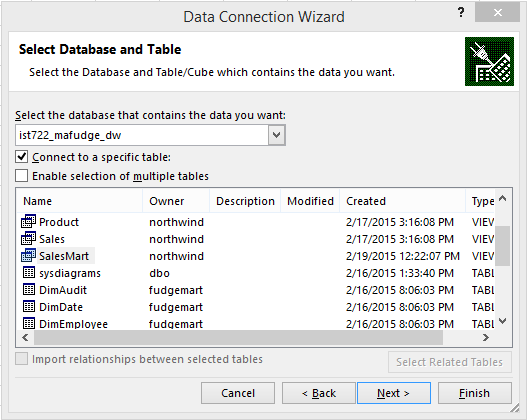 Data Connection Wizard
?
Select Database and Table
Select the Database and Table/Cube which contains the data you want.
Select the database that contains the data you want:
ist722_mafudge_dw
Connect to a specific table:
Enable selection of multiple tables
Name Owner Description Modified Created Type
Product northwind 2/17/2015 3:16:08 PM VIEW
Sales northwind 2/17/2015 3:16:08 PM VIEW
SalesMart northwind 2/19/2015 12:22:07 PM VIEW
sysdiagrams dbo 2/16/2015 1:33:40 PM TABL
DimAudit fudgemart 2/16/2015 8:06:03 PM TABL
DimDate fudgemart 2/16/2015 8:06:03 PM TABL
DimEmployee fudgemart 2/16/2015 8:06:03 PM TABL
Import relationships between selected tables
Select Related Tables
Cancel < Back Next > Finish